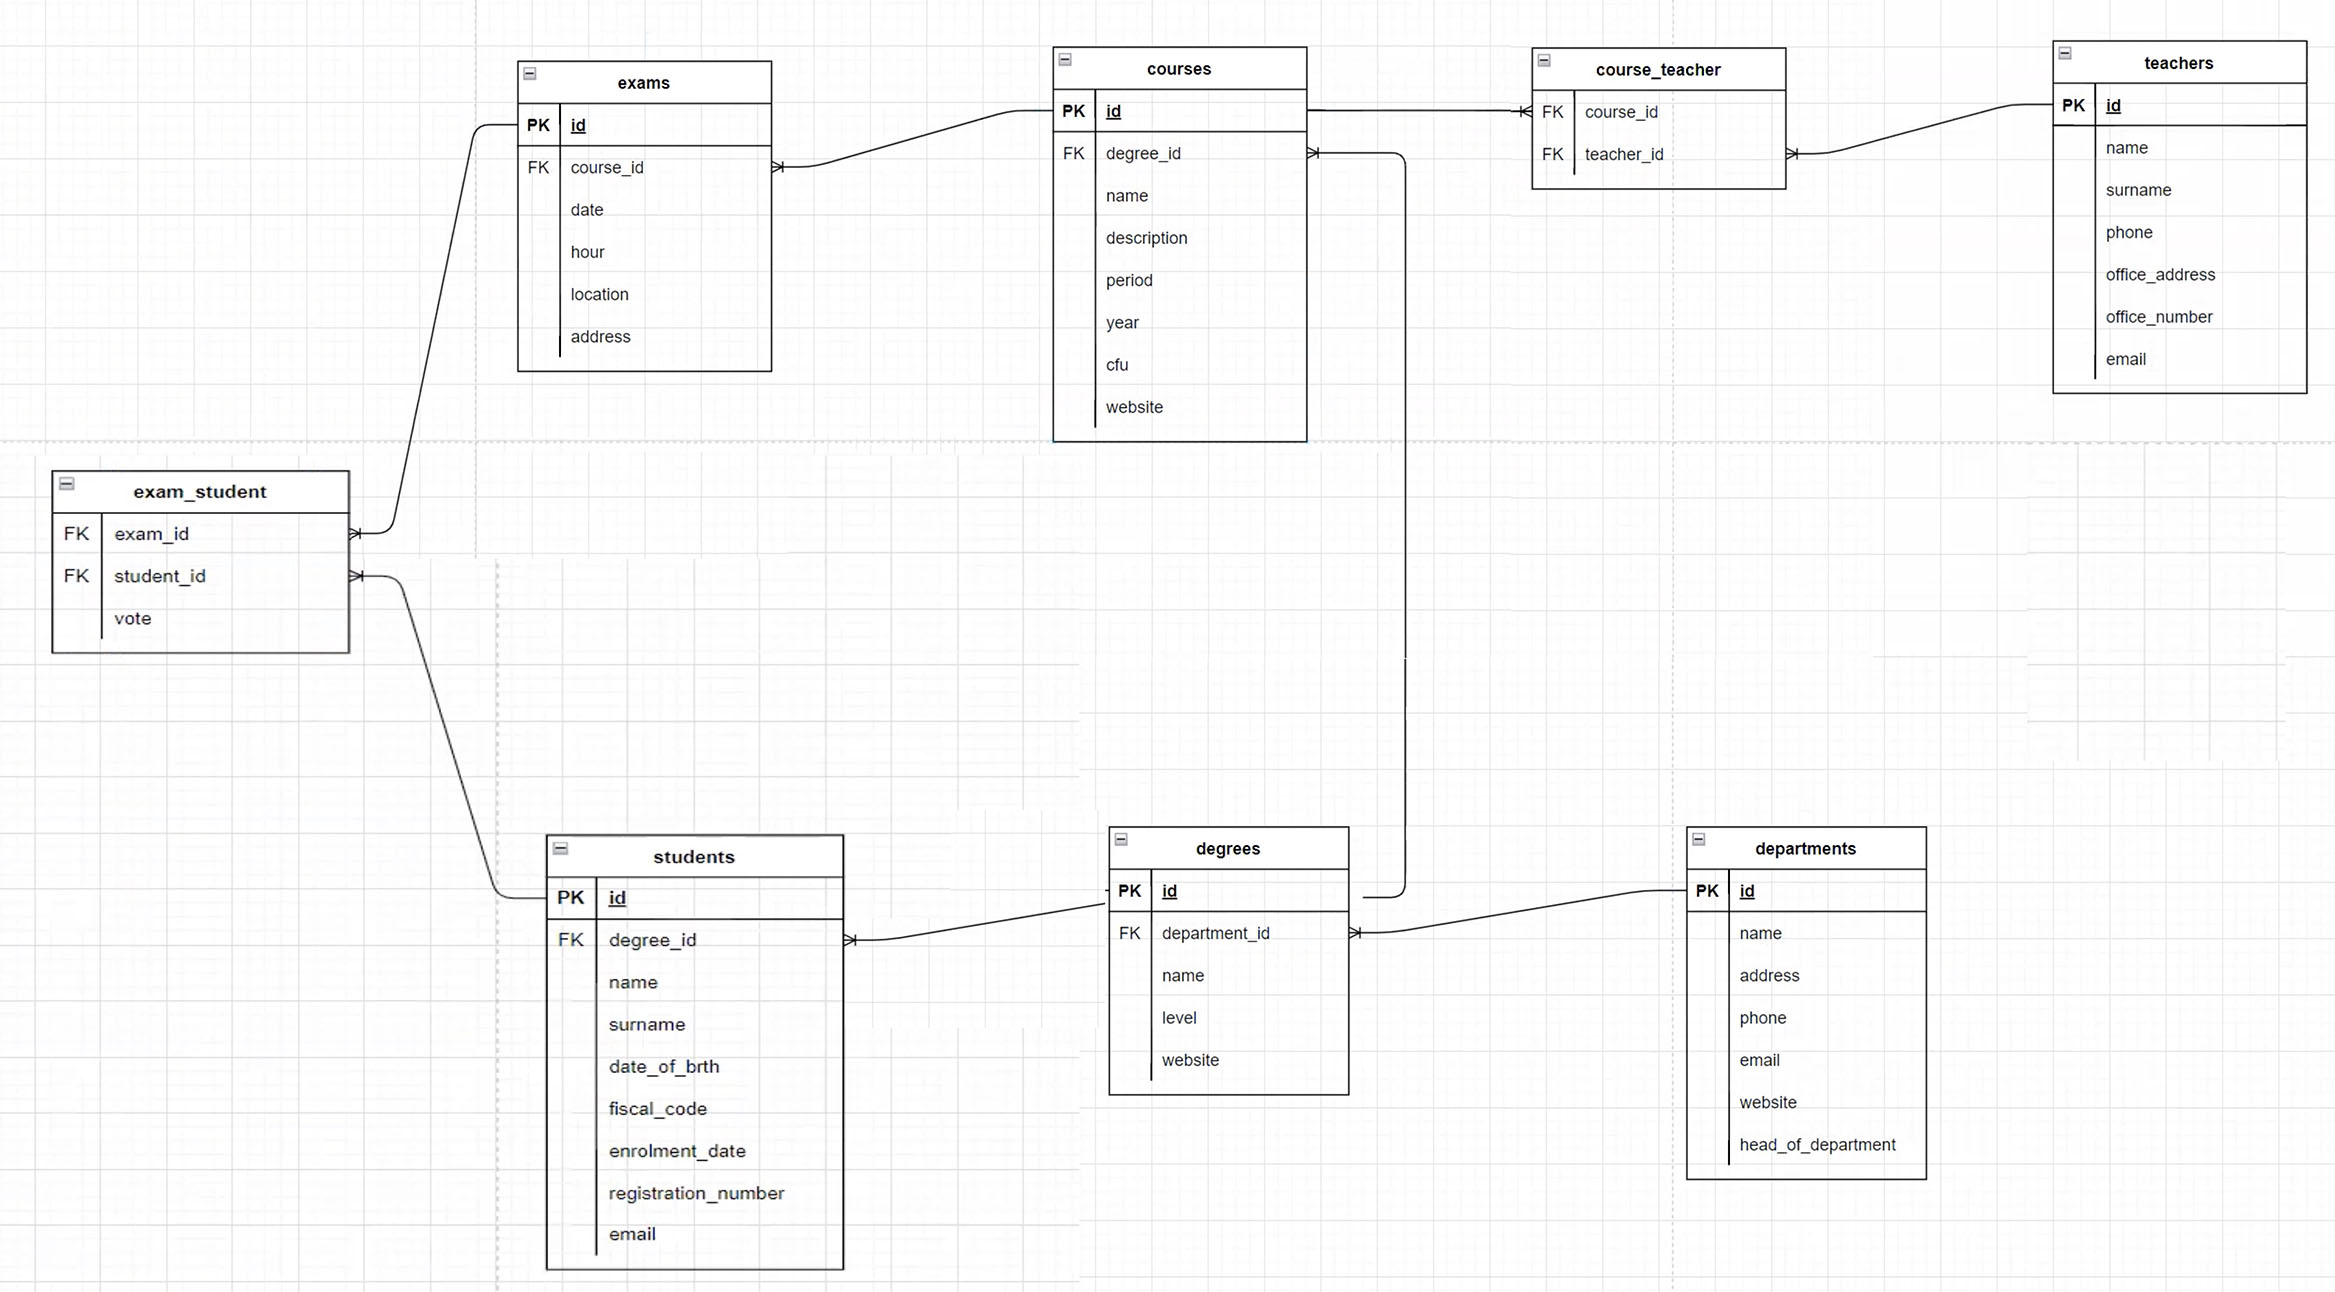 exams
PK id
FK course_id
date
hour
location
address
courses
PK id
FK degree_id
name
description
period
year
cfu
website
course_teacher
FK course_id
FK teacher_id
teachers
PK id
name
surname
phone
office_address
office_number
email
exam_student
FK exam_id
FK student_id
vote
students
PK id
FK degree_id
name
surname
date_of_brth
fiscal_code
enrolment_date
registration_number
email
degrees
PK id
FK department_id
name
level
website
departments
PK id
name
address
phone
email
website
head_of_department